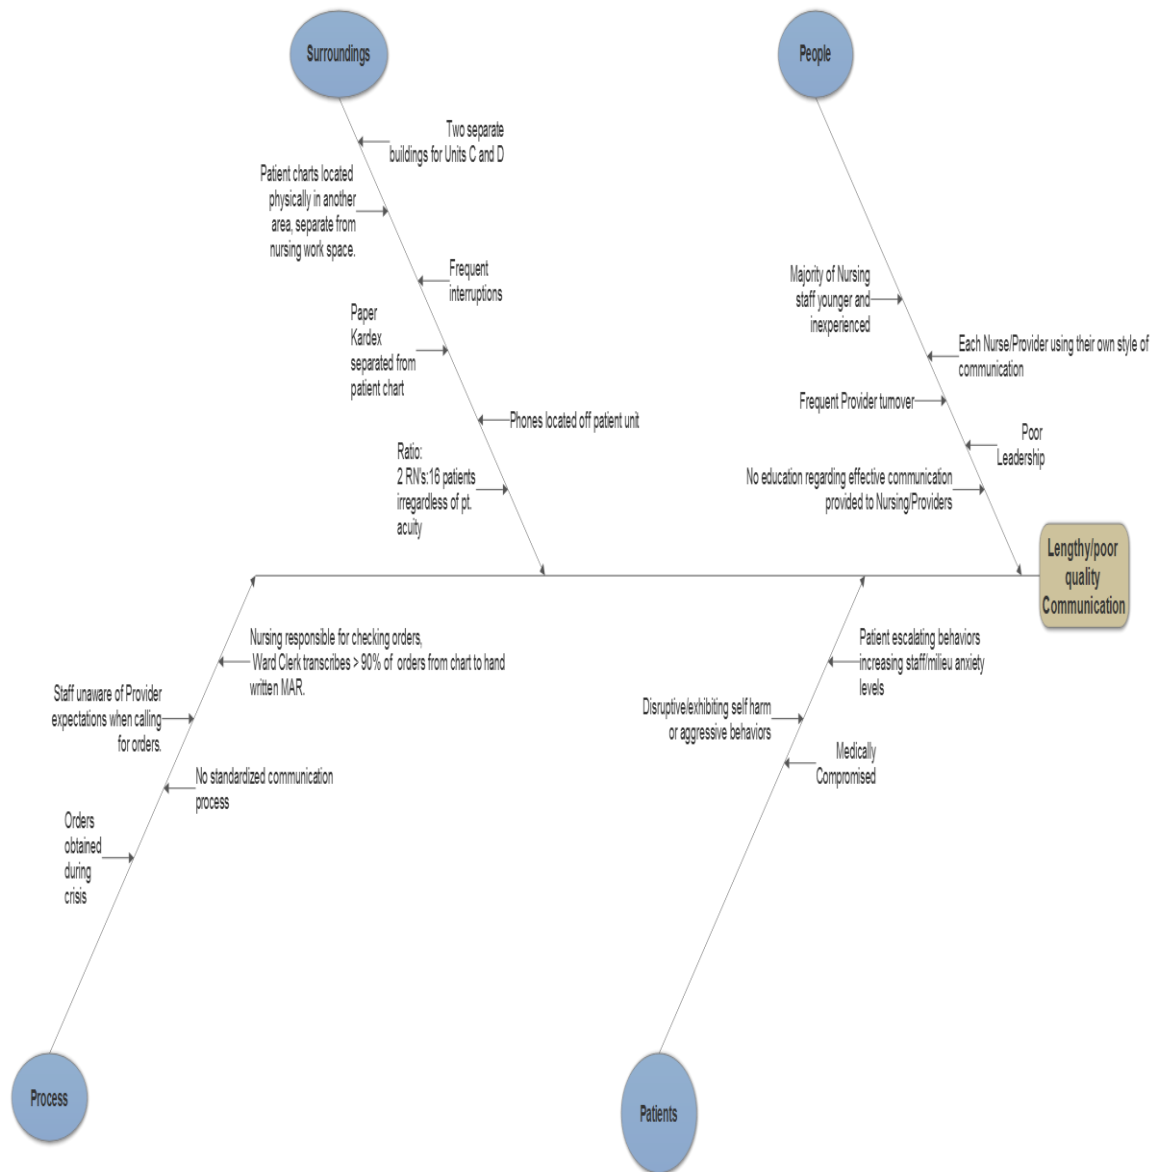 Surroundings
People
Two separate
buildings for Units C and D
Patient charts located
physically in another
area, separate from
nursing work space.
Frequent
interruptions
Paper
Kardex
separated from
patient chart
Phones located off patient unit
Ratio:
2 RN's:16 patients
irregardless of pt.
acuity
Majority of Nursing
staff younger and
inexperienced
Each Nurse/Provider using their own style of
communication
Frequent Provider turnover
Poor
Leadership
No education regarding effective communication
provided to Nursing/Providers
Lengthy/poor
quality
Communication
Nursing responsible for checking orders,
Ward Clerk transcribes > 90% of orders from chart to hand
written MAR.
Staff unaware of Provider
expectations when calling
for orders.
No standardized communication
process
Orders
obtained
during
crisis
Patient escalating behaviors
increasing staff/milieu anxiety
levels
Disruptive/exhibiting self harm
or aggressive behaviors
Medically
Compromised
Process
Patients